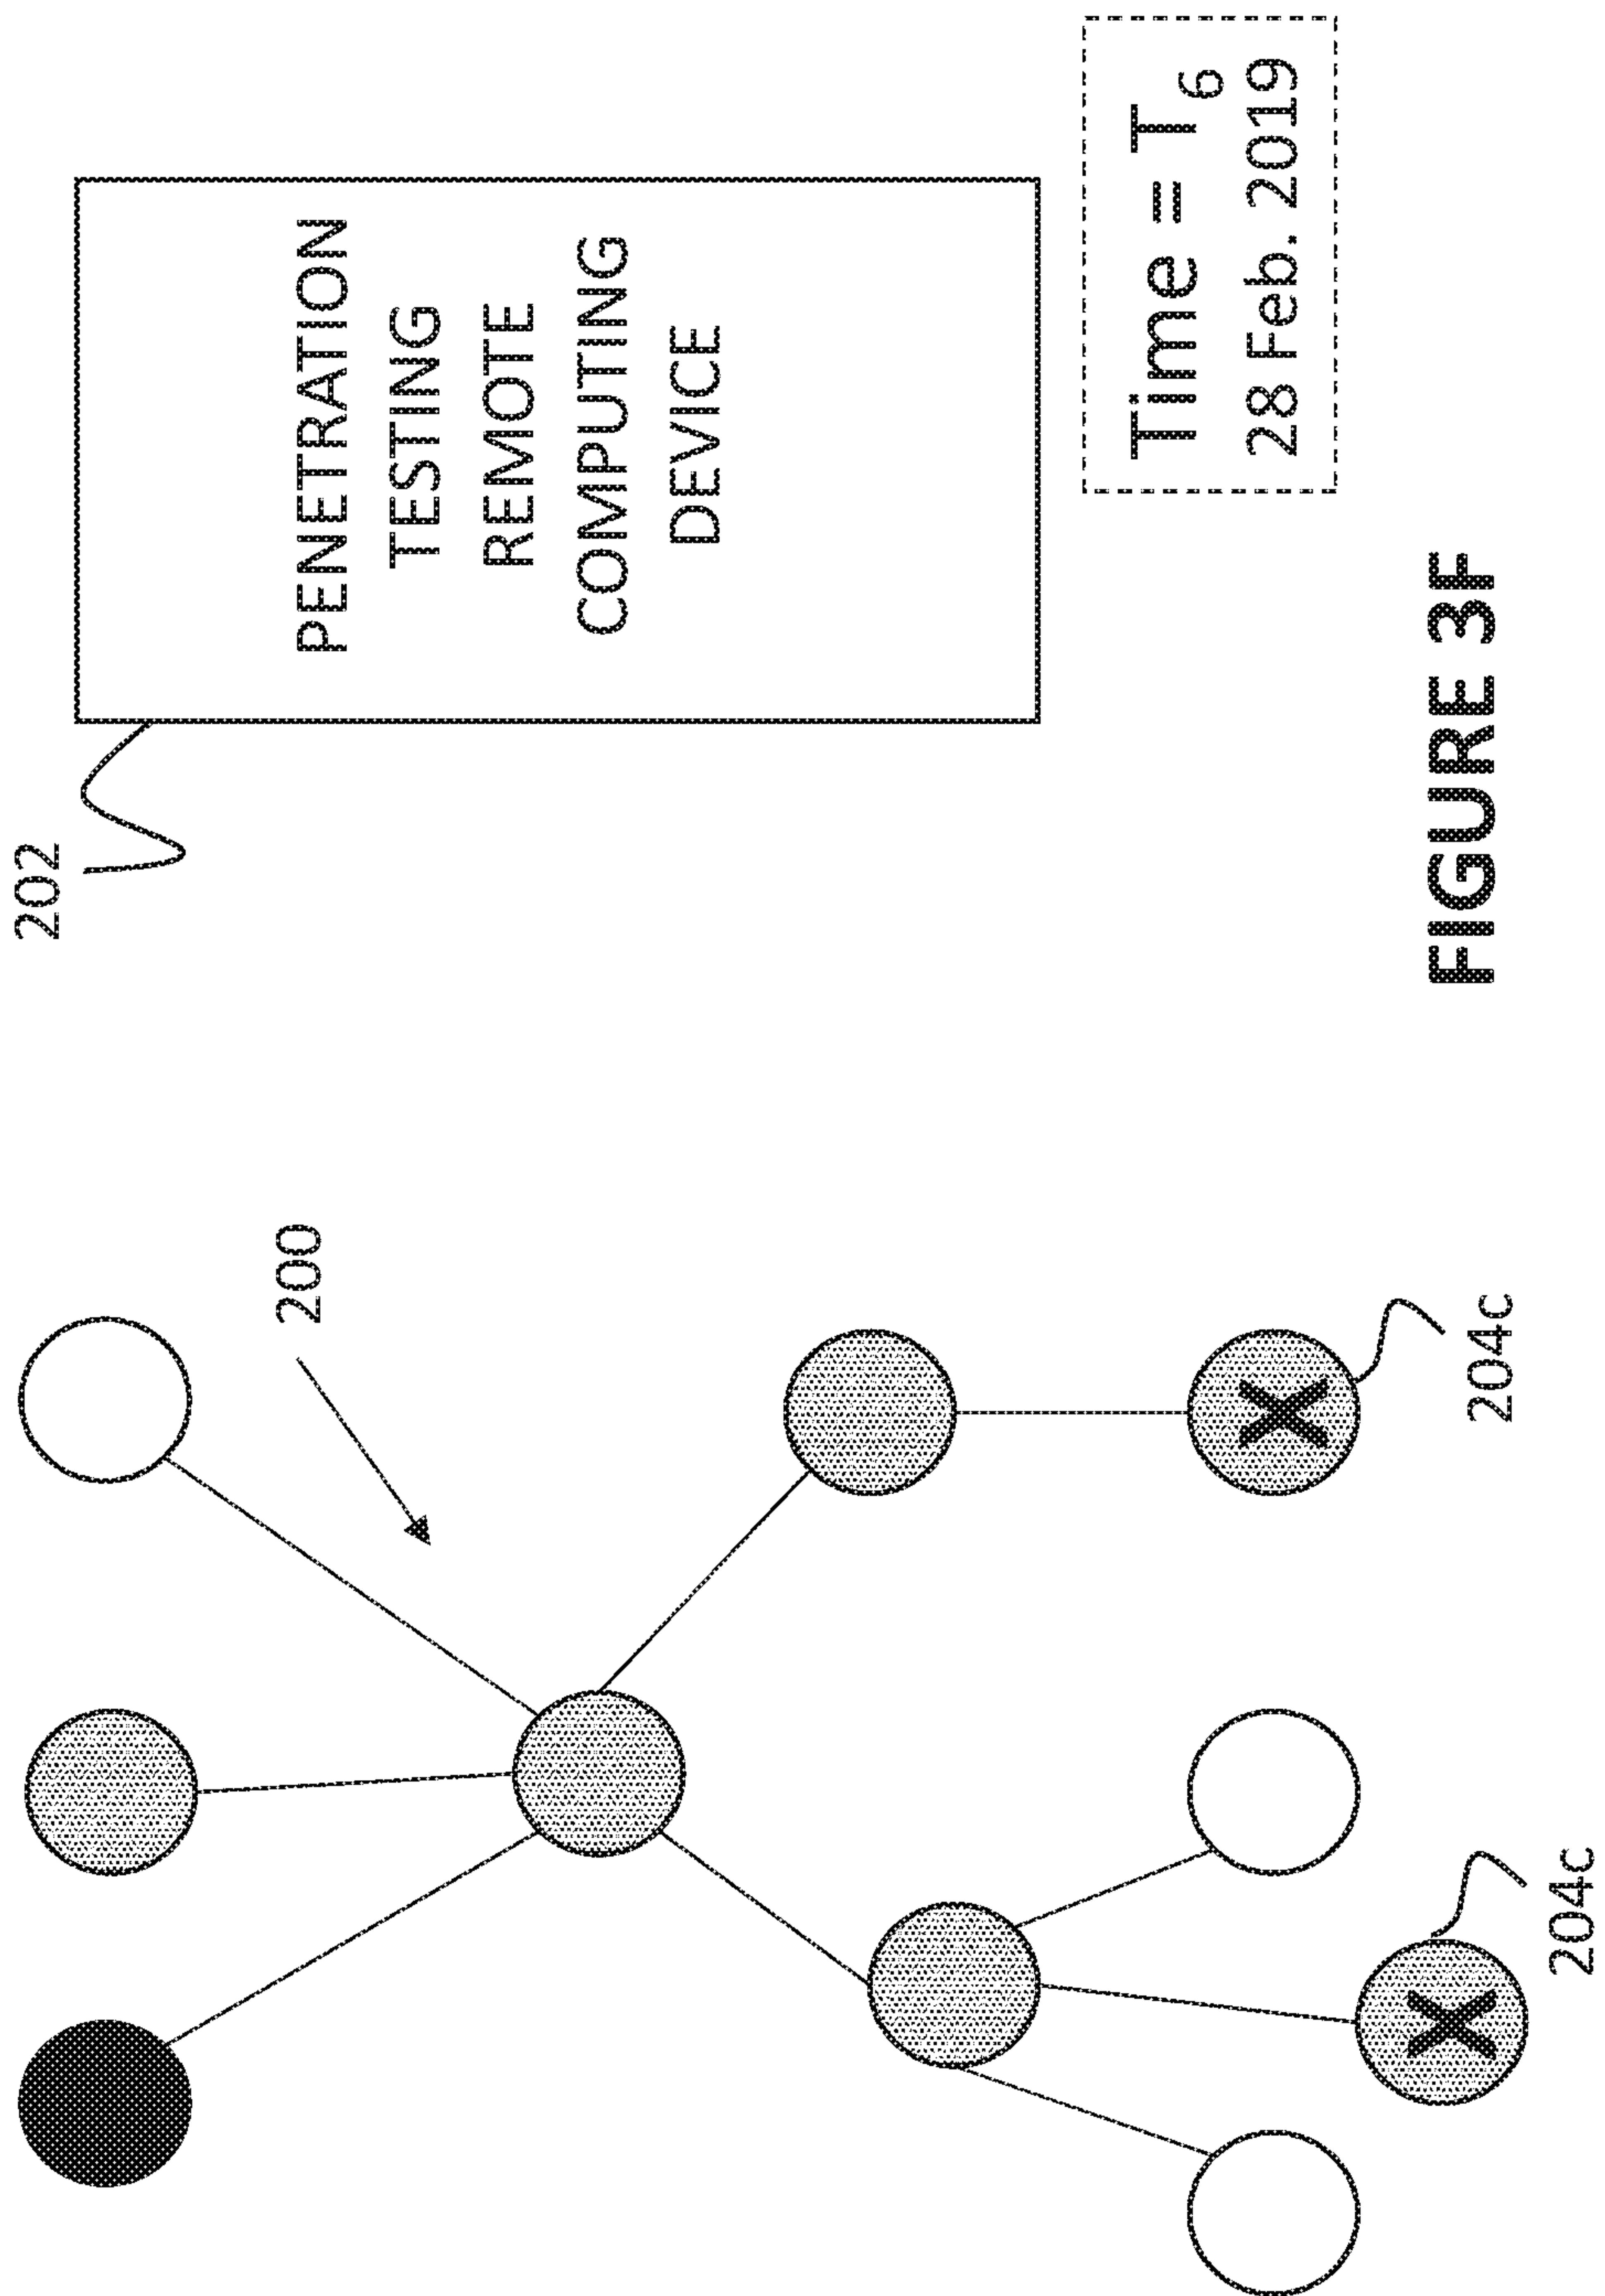 202
PENETRATION
TESTING
REMOTE
COMPUTING
DEVICE
200
X
204c
X
204c
Time = T6
28 Feb. 2019
FIGURE 3F